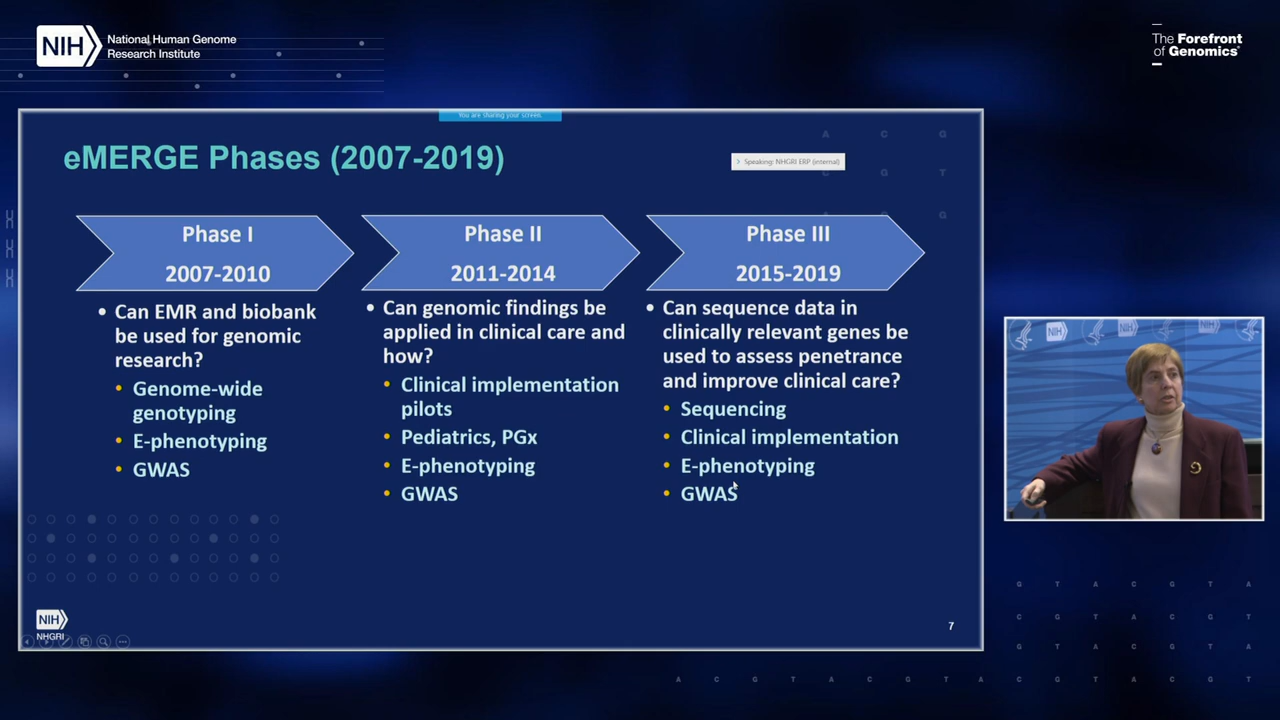 NIH
National Human Genome
Research Institute
The Forefront
of Genomics®
You are sharing your screen.
eMERGE Phases (2007-2019)
Speaking: NHGRI ERP (internal)
A C G
C G T
A G G
Phase I
2007-2010
• Can EMR and biobank
be used for genomic
research?
• Genome-wide
genotyping
• E-phenotyping
• GWAS
Phase II
2011-2014
• Can genomic findings be
applied in clinical care and
how?
• Clinical implementation
pilots
• Pediatrics, PGx
• E-phenotyping
• GWAS
Phase III
2015-2019
• Can sequence data in
clinically relevant genes be
used to assess penetrance
and improve clinical care?
• Sequencing
• Clinical implementation
• E-phenotyping
• GWAS
NIH
NHGRI
7
NIH
NIH
NIH
G T A C G T A
C G T A C G T
G T A C G T A
A C G T A C G T A C G T A C G T